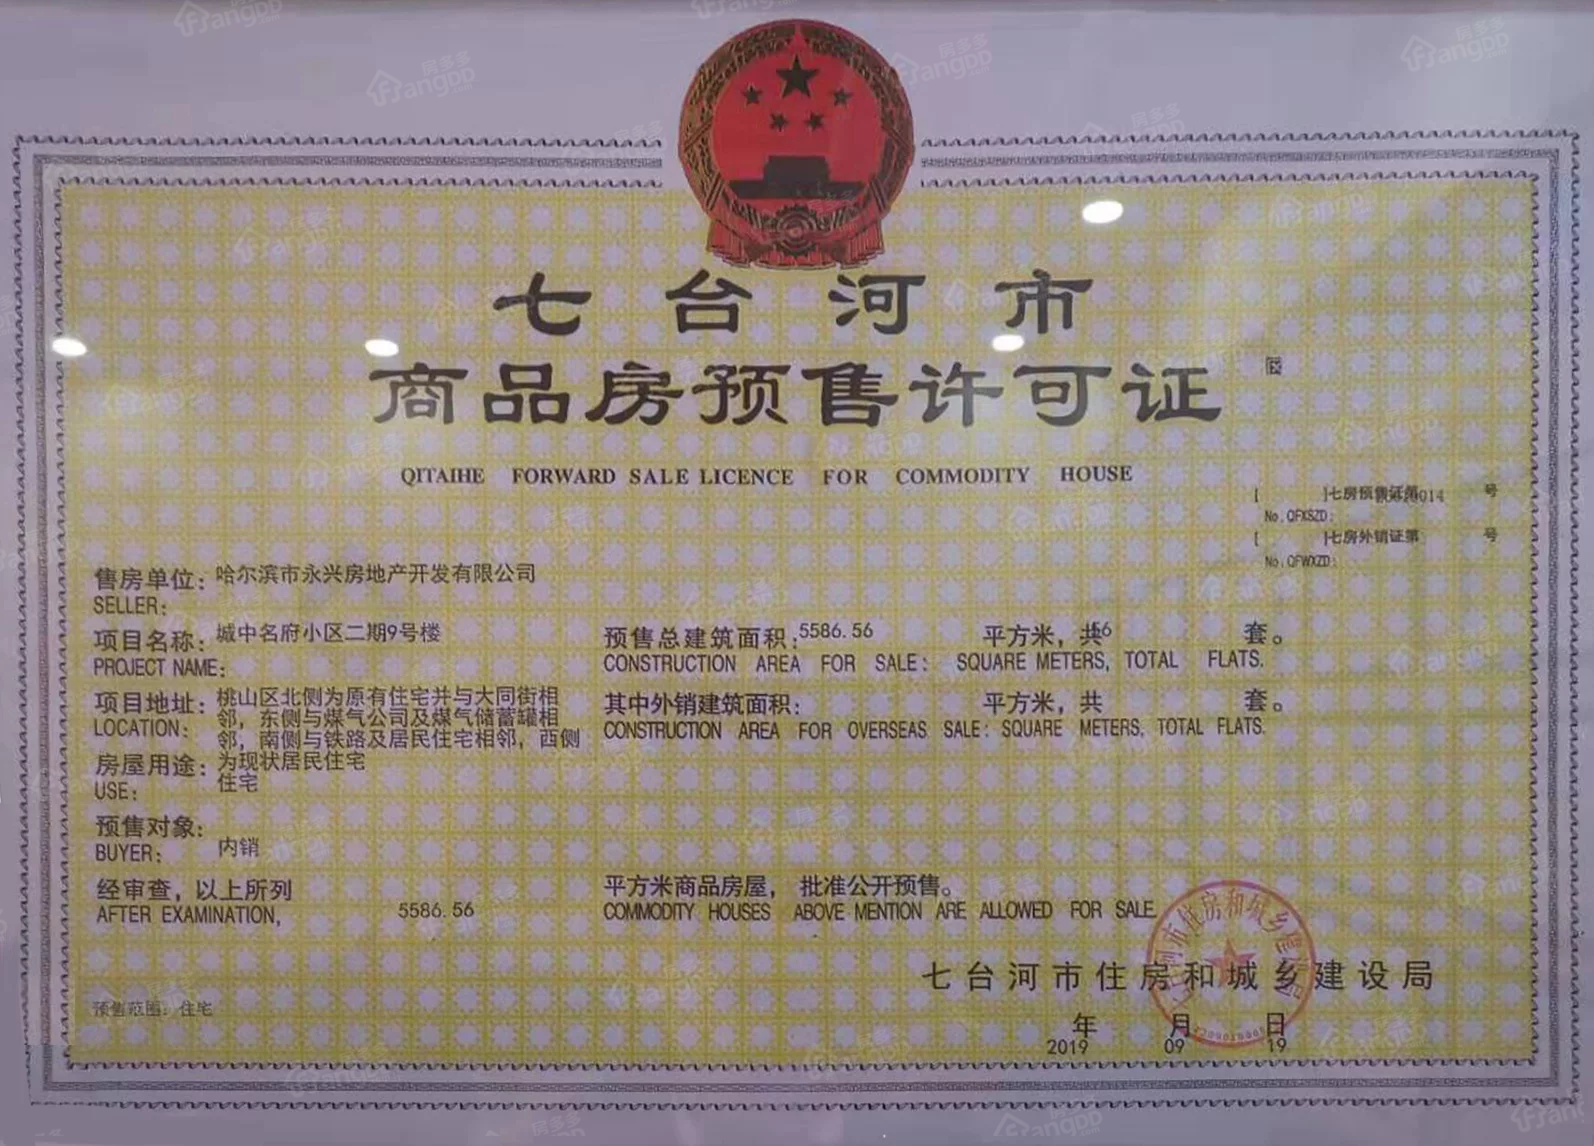 七台河市
商品房预售许可证
QITAIHE FORWARD SALE LICENCE FOR COMMODITY HOUSE
[ ]七房预售证第 号
No.QFXSZD:
[ ]七房外销证第 号
No.QFWXZD:
售房单位:哈尔滨市永兴房地产开发有限公司
SELLER:
项目名称:城中名府小区二期9号楼
PROJECT NAME:
预售总建筑面积:5586.56 平方米,共 套。
CONSTRUCTION AREA FOR SALE: SQUARE METERS, TOTAL FLATS.
项目地址:桃山区北侧为原有住宅并与大同街相
LOCATION: 邻,东侧与煤气公司及煤气储蓄罐相
邻,南侧与铁路及居民住宅相邻,西侧
为现状居民住宅
其中外销建筑面积: 平方米,共 套。
CONSTRUCTION AREA FOR OVERSEAS SALE: SQUARE METERS, TOTAL FLATS.
房屋用途:住宅
USE:
预售对象:内销
BUYER:
经审查,以上所列 5586.56 平方米商品房屋, 批准公开预售。
AFTER EXAMINATION, COMMODITY HOUSES ABOVE MENTION ARE ALLOWED FOR SALE.
七台河市住房和城乡建设局
预售范围:住宅
2019年09月19日